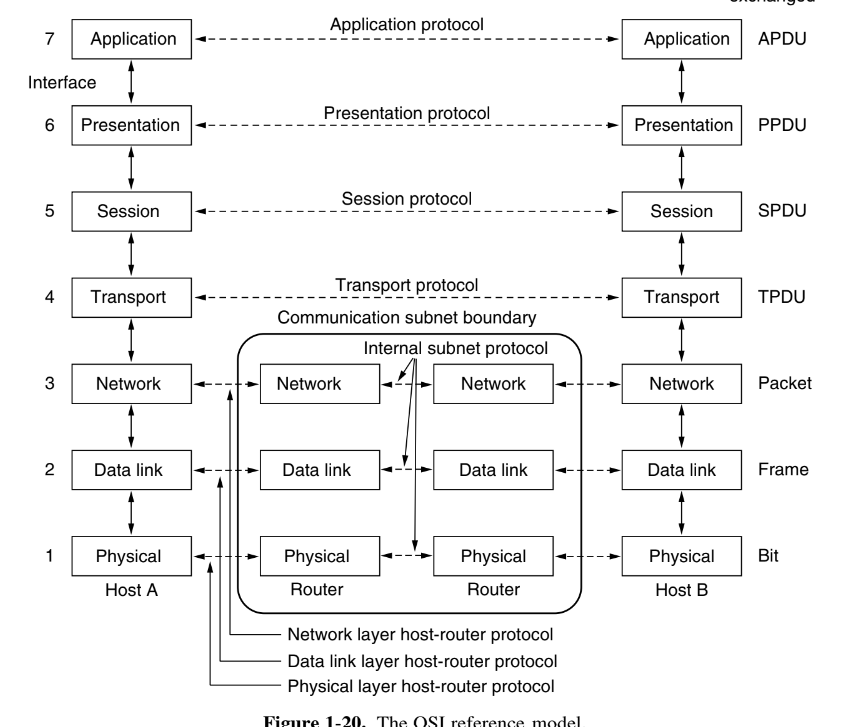 exchanged
Application protocol
7 Application Application APDU
Interface
Presentation protocol
6 Presentation Presentation PPDU
Session protocol
5 Session Session SPDU
Transport protocol
4 Transport Transport TPDU
Communication subnet boundary
Internal subnet protocol
3 Network Network Network Network Packet
2 Data link Data link Data link Data link Frame
1 Physical Physical Physical Physical Bit
Host A Router Router Host B
Network layer host-router protocol
Data link layer host-router protocol
Physical layer host-router protocol
Figure 1-20. The OSI reference model